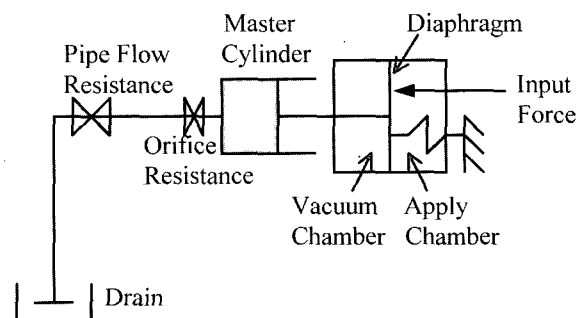 Master
Cylinder
Diaphragm
Pipe Flow
Resistance
Input
Force
Orifice
Resistance
Vacuum
Chamber
Apply
Chamber
Drain